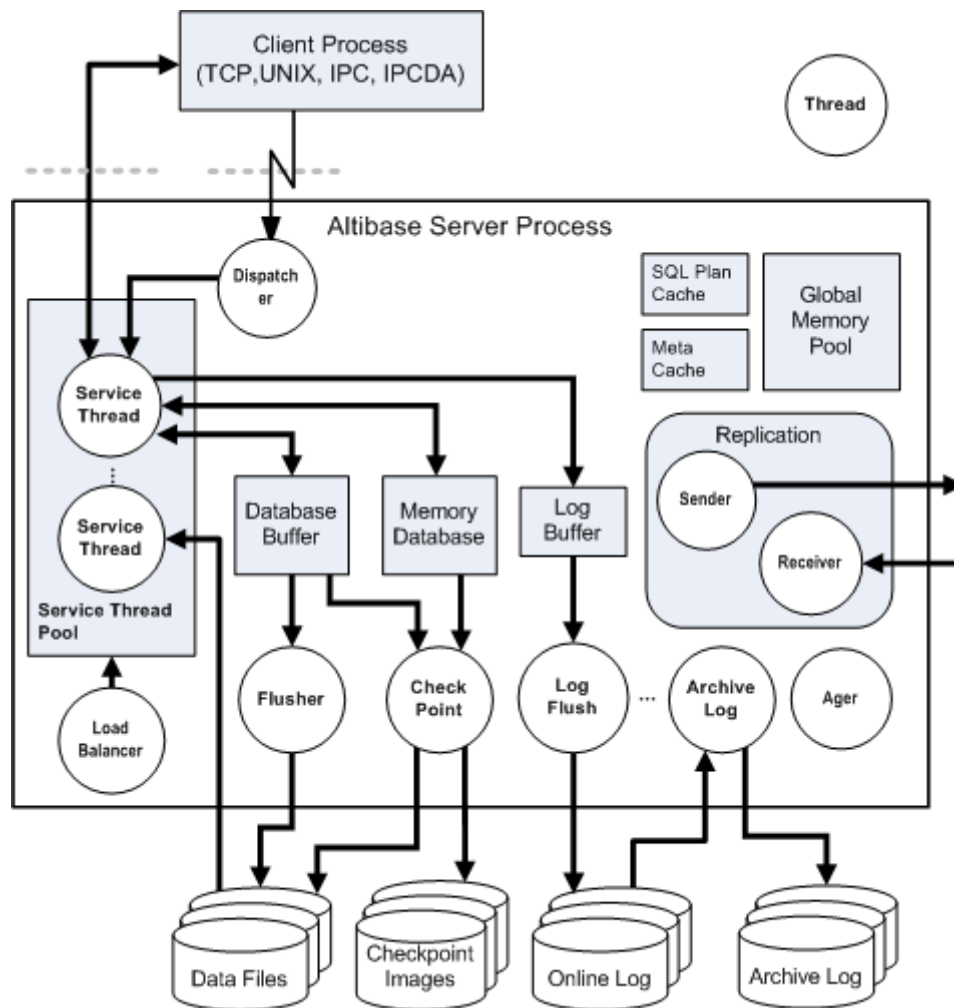 Client Process
(TCP,UNIX, IPC, IPCDA)
Thread
Altibase Server Process
Dispatch
er
SQL Plan
Cache
Global
Memory
Pool
Meta
Cache
Service
Thread
Replication
Sender
Database
Buffer
Memory
Database
Log
Buffer
Service
Thread
Receiver
Service Thread
Pool
Flusher
Check
Point
Log
Flush
...
Archive
Log
Ager
Load
Balancer
Data Files
Checkpoint
Images
Online Log
Archive Log